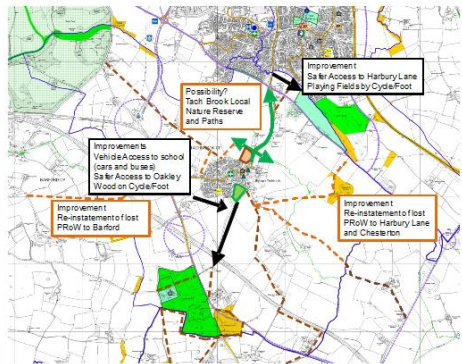 Improvement
Safer Access to Harbury Lane
Playing Fields by Cycle/Foot
Possibility?
Tach Brook Local
Nature Reserve
and Paths
Improvements
Vehicle Access to school
(cars and buses)
Safer Access to Oakley
Wood on Cycle/Foot
Improvement
Re-instatement of lost
PRoW to Barford
Improvement
Re-instatement of lost
PRoW to Harbury Lane
and Chesterton